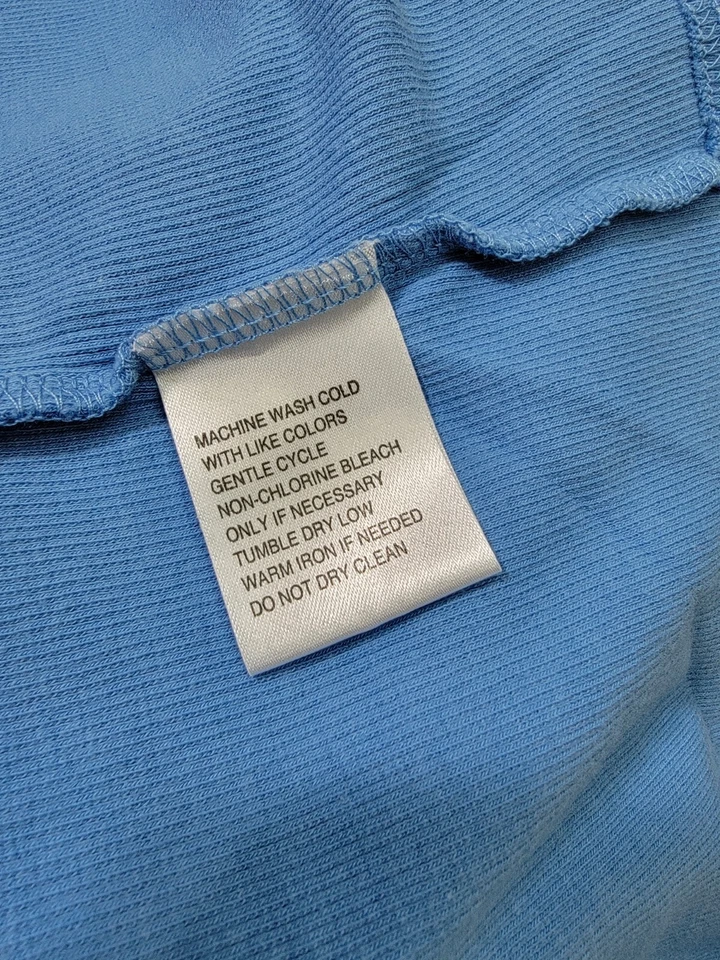 MACHINE WASH COLD
WITH LIKE COLORS
GENTLE CYCLE
NON-CHLORINE BLEACH
ONLY IF NECESSARY
TUMBLE DRY LOW
WARM IRON IF NEEDED
DO NOT DRY CLEAN